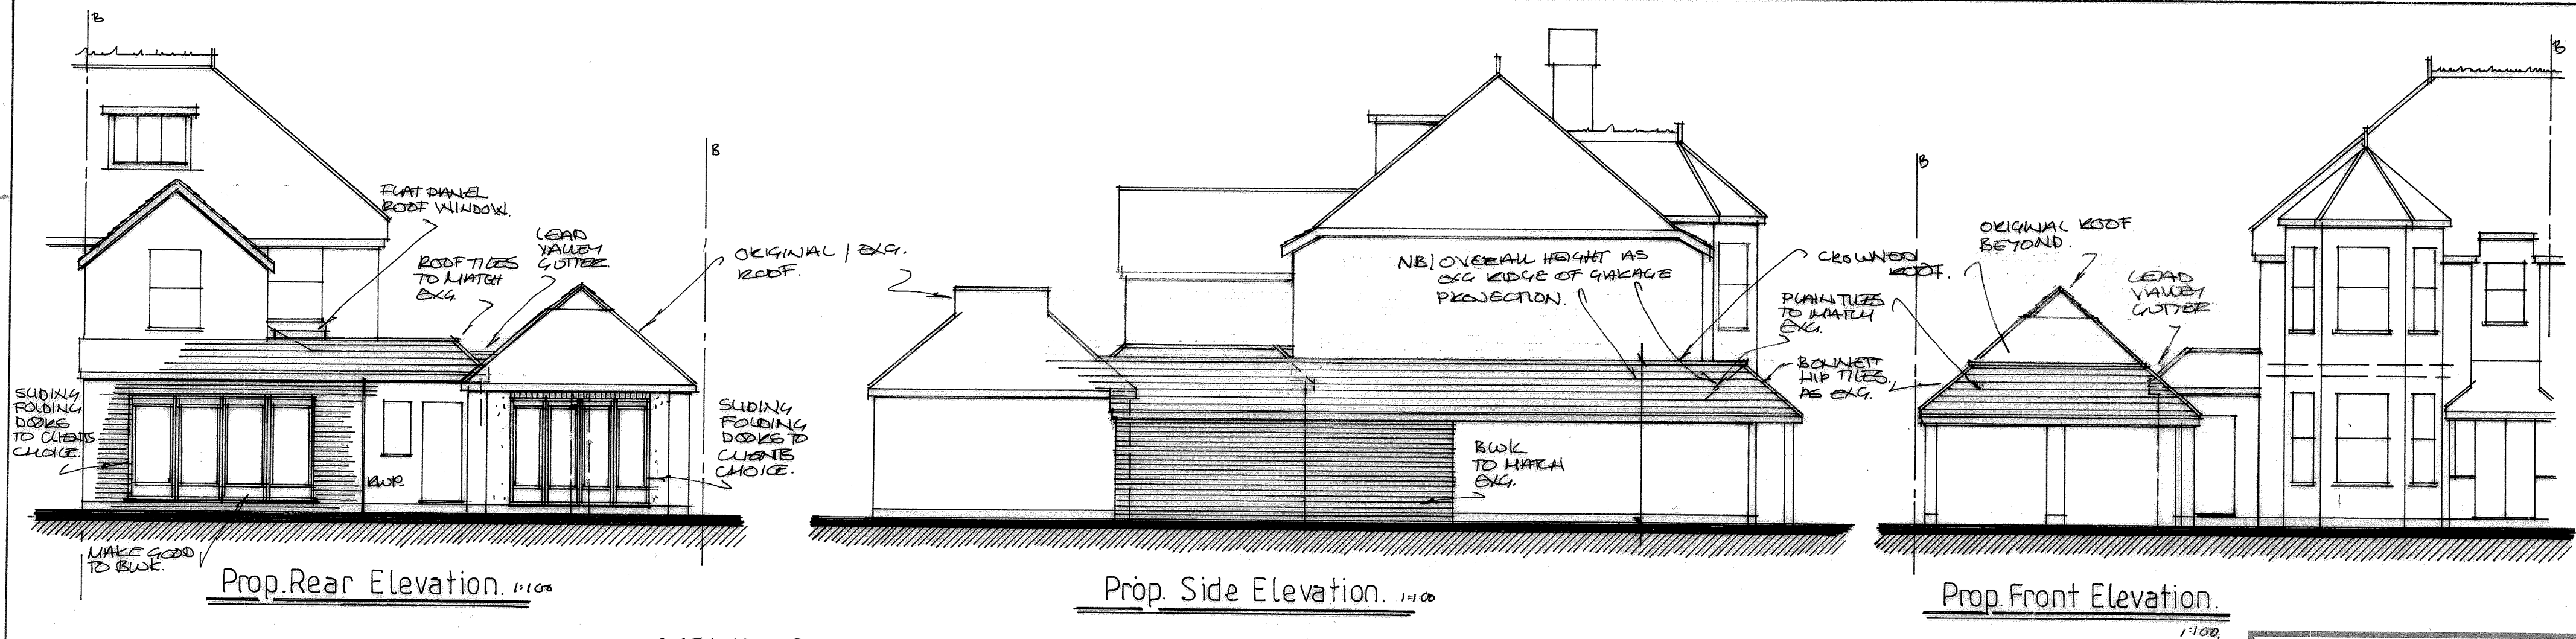 B
FLAT PANEL
ROOF WINDOW.
LEAD
VALLEY
GUTTER.
ROOF TILES
TO MATCH
EXG.
B
ORIGINAL / EXG.
ROOF.
SLIDING
FOLDING
DOORS
TO CLIENTS
CHOICE.
RWP.
SLIDING
FOLDING
DOORS TO
CLIENTS
CHOICE.
MAKE GOOD
TO BWK.
Prop. Rear Elevation. 1:100
NB/OVERALL HEIGHT AS
EXG RIDGE OF GARAGE
PROJECTION.
BWK
TO MATCH
EXG.
Prop. Side Elevation. 1:100
CROWNED
ROOF.
PLAIN TILES
TO MATCH
EXG.
BONNETT
HIP TILES
AS EXG.
B
ORIGINAL ROOF
BEYOND.
LEAD
VALLEY
GUTTER
B
Prop. Front Elevation.
1:100.